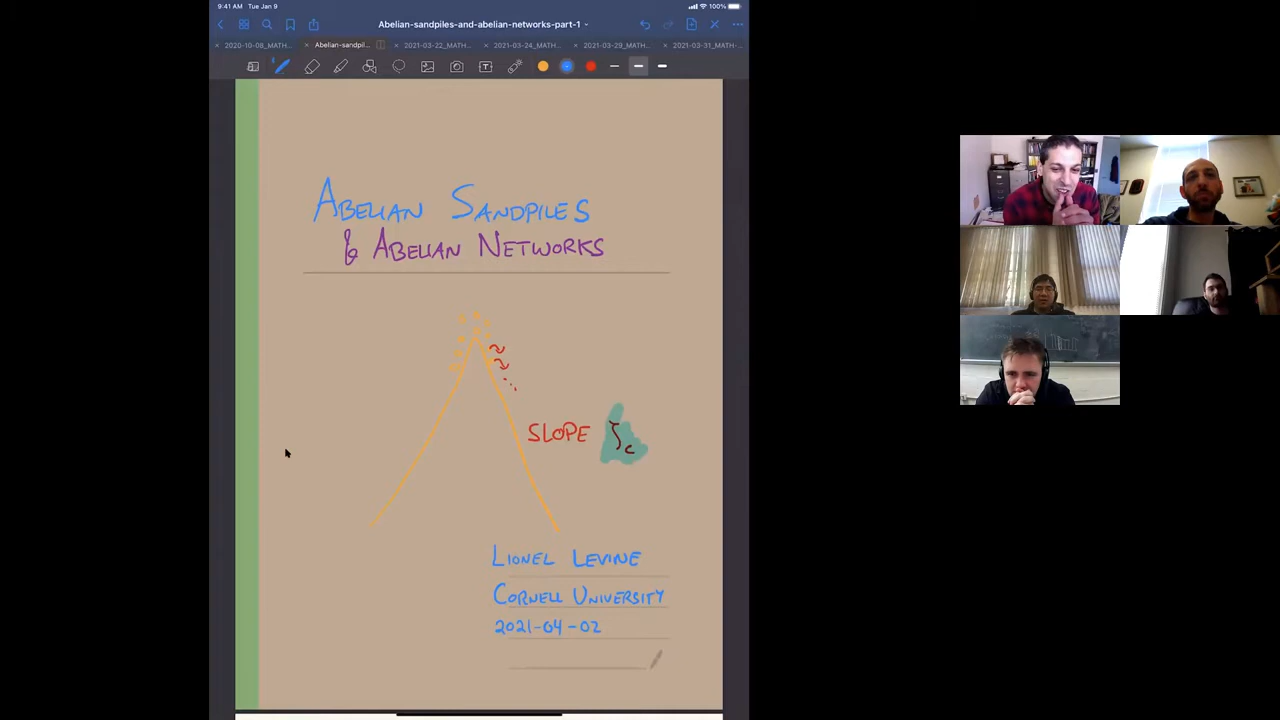 9:41 AM Tue Jan 9
100%
Abelian-sandpiles-and-abelian-networks-part-1
2020-10-08_MATH...
Abelian-sandpil...
2021-03-22_MATH...
2021-03-24_MATH...
2021-03-29_MATH...
2021-03-31_MATH-...
ABELIAN SANDPILES
& ABELIAN NETWORKS
SLOPE ζc
LIONEL LEVINE
CORNELL UNIVERSITY
2021-04-02